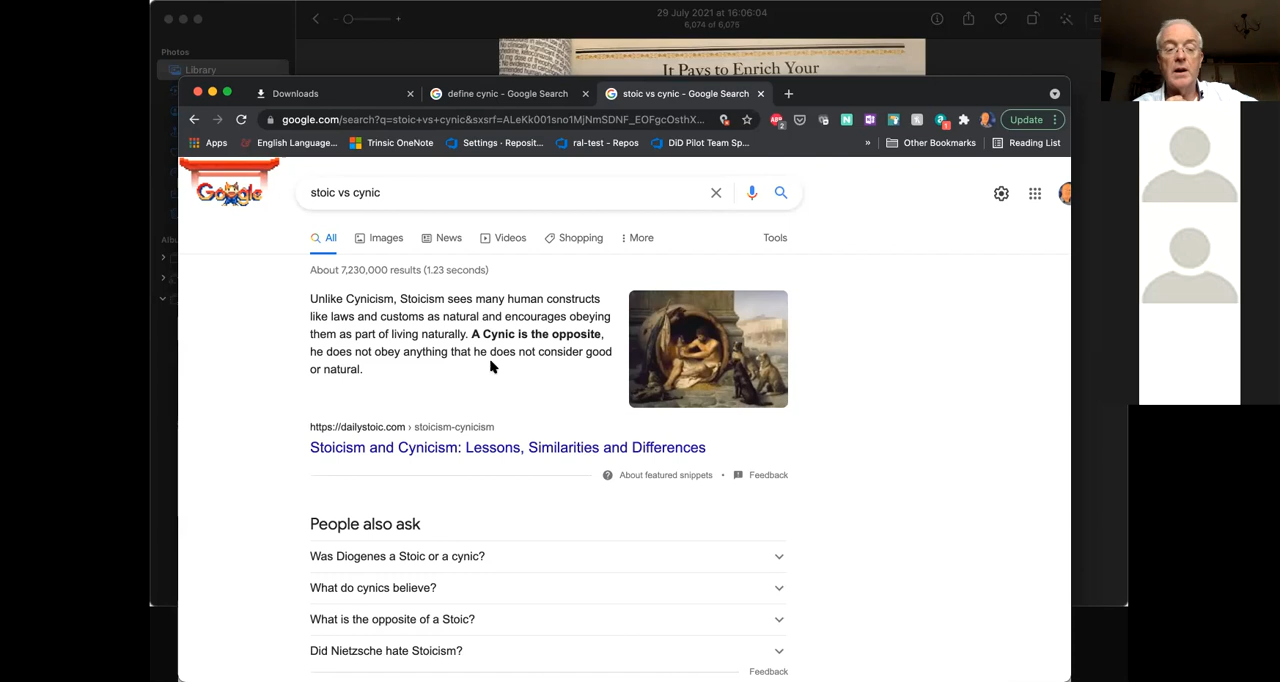 29 July 2021 at 16:06:04
6,074 of 6,075
Photos
Library
It Pays to Enrich Your
Downloads
define cynic - Google Search
stoic vs cynic - Google Search
google.com/search?q=stoic+vs+cynic&sxsrf=ALeKk001sno1MjNmSDNF_EOFgcOsthX...
Update
Apps
English Language...
Trinsic OneNote
Settings · Reposit...
ral-test - Repos
DiD Pilot Team Sp...
»
Other Bookmarks
Reading List
Google
stoic vs cynic
All
Images
News
Videos
Shopping
More
Tools
About 7,230,000 results (1.23 seconds)
Unlike Cynicism, Stoicism sees many human constructs
like laws and customs as natural and encourages obeying
them as part of living naturally. A Cynic is the opposite,
he does not obey anything that he does not consider good
or natural.
https://dailystoic.com › stoicism-cynicism
Stoicism and Cynicism: Lessons, Similarities and Differences
About featured snippets
•
Feedback
People also ask
Was Diogenes a Stoic or a cynic?
What do cynics believe?
What is the opposite of a Stoic?
Did Nietzsche hate Stoicism?
Feedback